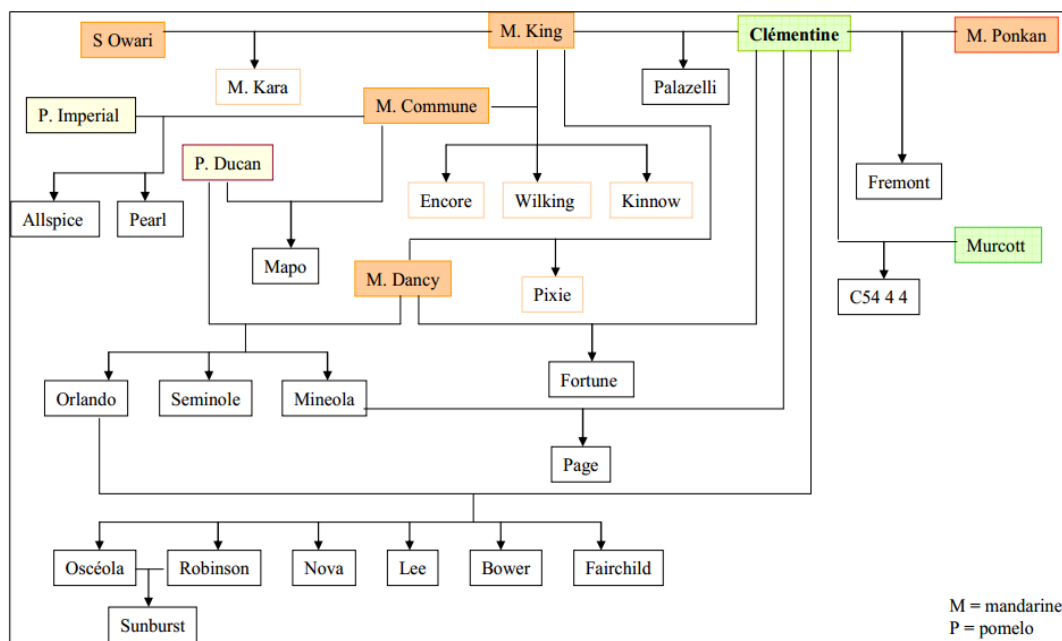 S Owari
M. King
Clémentine
M. Ponkan
M. Kara
Palazelli
P. Imperial
M. Commune
P. Ducan
Encore
Wilking
Kinnow
Fremont
Allspice
Pearl
Mapo
M. Dancy
Pixie
Murcott
C54 4 4
Orlando
Seminole
Mineola
Fortune
Page
Oscéola
Robinson
Nova
Lee
Bower
Fairchild
Sunburst
M = mandarine
P = pomelo